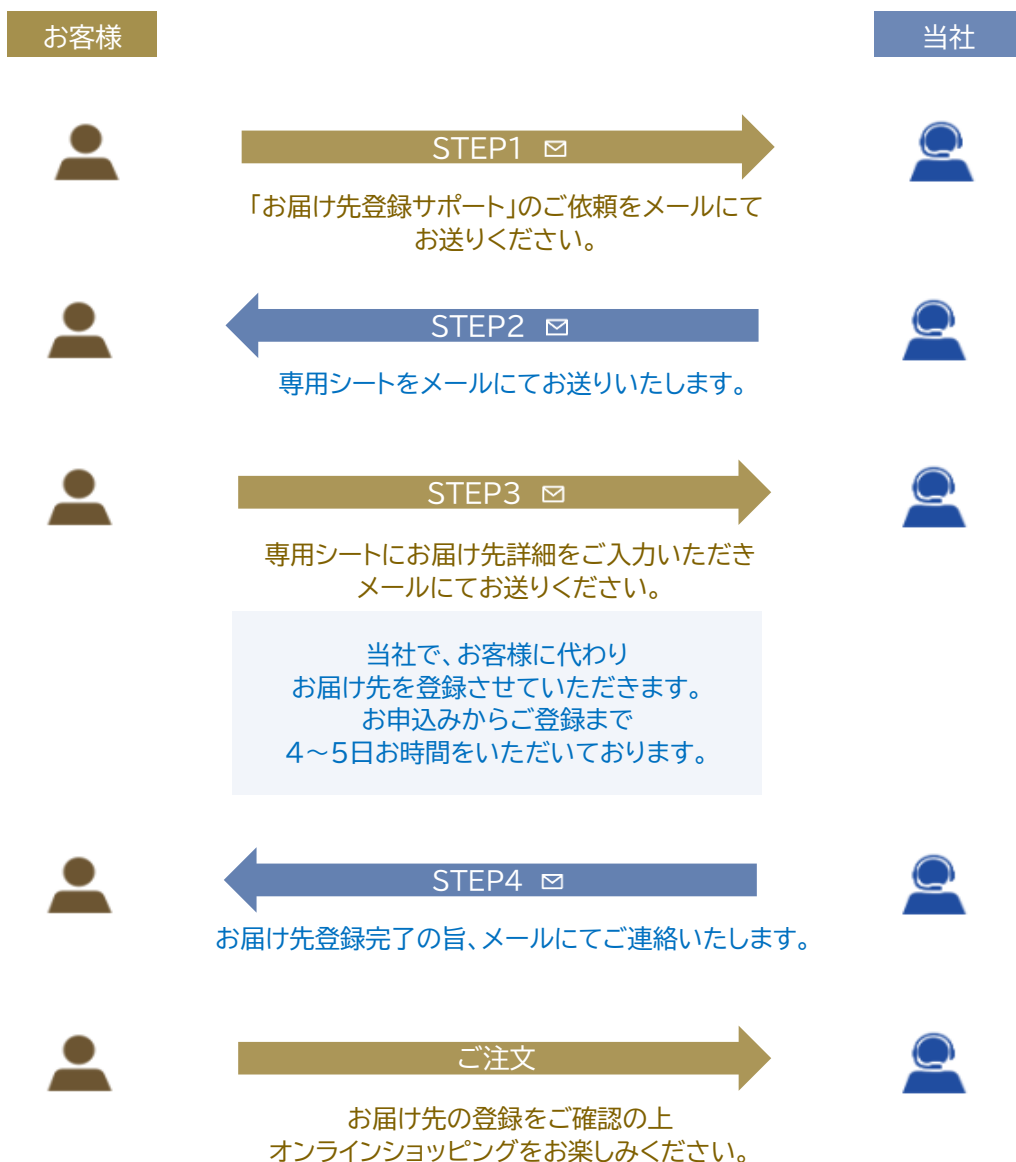 お客様
当社
STEP1
「お届け先登録サポート」のご依頼をメールにて
お送りください。
STEP2
専用シートをメールにてお送りいたします。
STEP3
専用シートにお届け先詳細をご入力いただき
メールにてお送りください。
当社で、お客様に代わり
お届け先を登録させていただきます。
お申込みからご登録まで
4～5日お時間をいただいております。
STEP4
お届け先登録完了の旨、メールにてご連絡いたします。
ご注文
お届け先の登録をご確認の上
オンラインショッピングをお楽しみください。